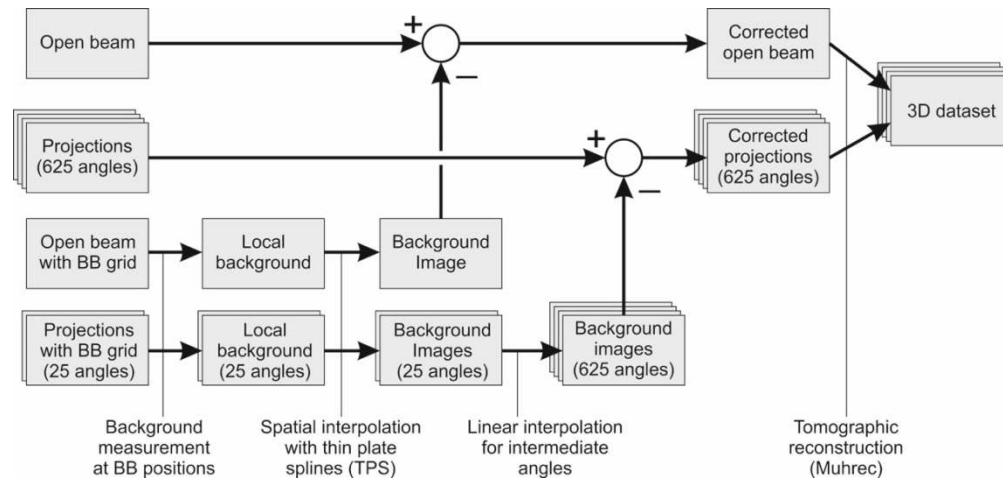 Open beam
+
−
Corrected
open beam
3D dataset
Projections
(625 angles)
+
−
Corrected
projections
(625 angles)
Open beam
with BB grid
Local
background
Background
Image
Projections
with BB grid
(25 angles)
Local
background
(25 angles)
Background
Images
(25 angles)
Background
images
(625 angles)
Background
measurement
at BB positions
Spatial interpolation
with thin plate
splines (TPS)
Linear interpolation
for intermediate
angles
Tomographic
reconstruction
(Muhrec)